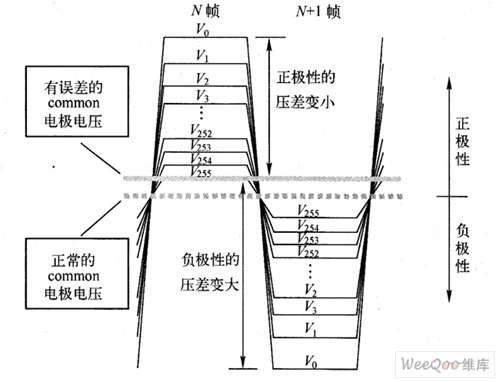 N 帧
N+1 帧
V0
V1
V2
V3
⋮
V252
V253
V254
V255
有误差的
common
电极电压
正常的
common
电极电压
正极性的
压差变小
负极性的
压差变大
V255
V254
V253
V252
⋮
V2
V3
V1
V0
正极性
负极性
WeeQoo维库